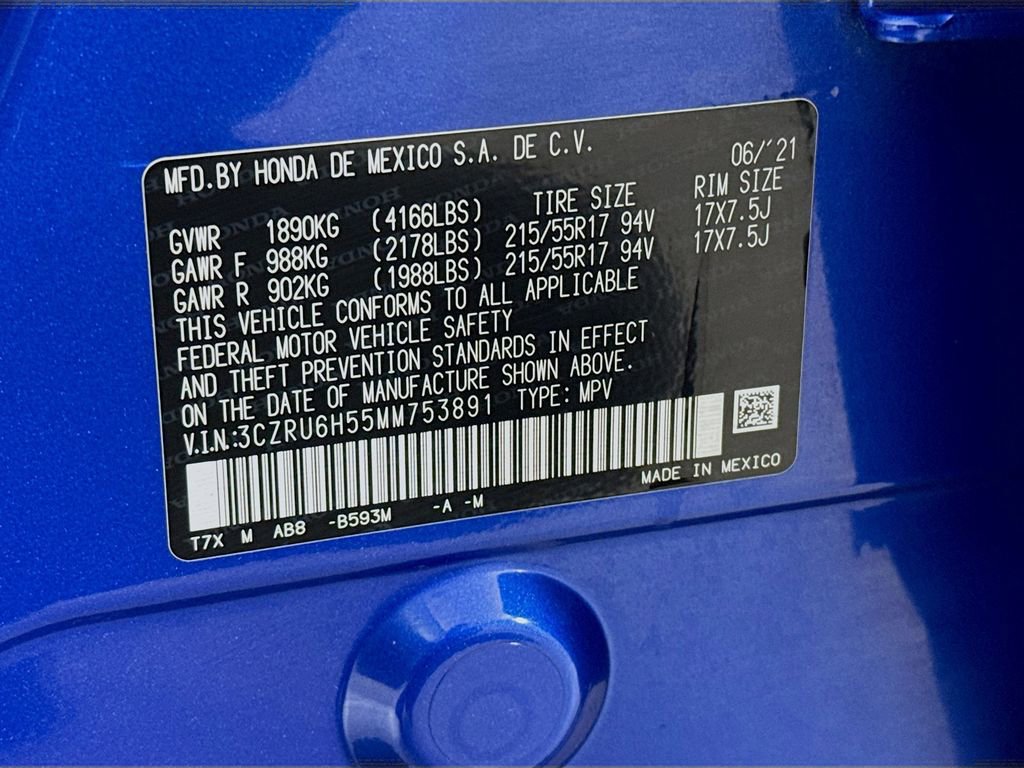 MFD.BY HONDA DE MEXICO S.A. DE C.V.
06/'21
TIRE SIZE RIM SIZE
GVWR 1890KG (4166LBS)
GAWR F 988KG (2178LBS) 215/55R17 94V 17X7.5J
GAWR R 902KG (1988LBS) 215/55R17 94V 17X7.5J
THIS VEHICLE CONFORMS TO ALL APPLICABLE
FEDERAL MOTOR VEHICLE SAFETY
AND THEFT PREVENTION STANDARDS IN EFFECT
ON THE DATE OF MANUFACTURE SHOWN ABOVE.
V.I.N.:3CZRU6H55MM753891 TYPE: MPV
MADE IN MEXICO
T7X M AB8 -B593M -A -M